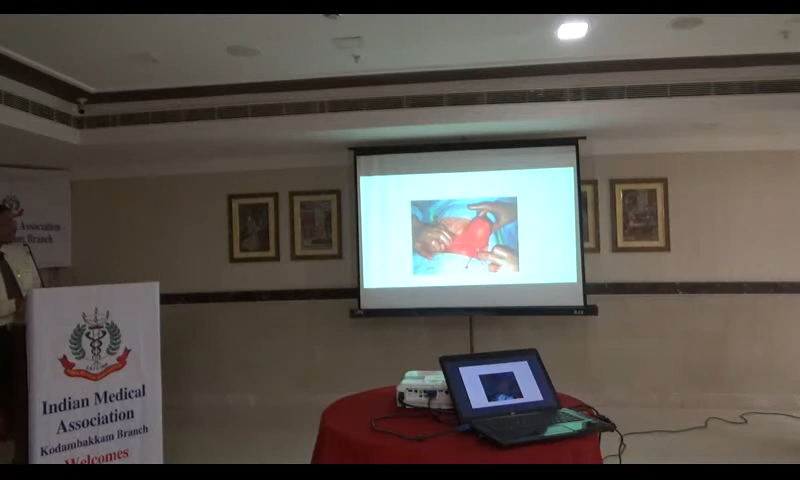 Association
Branch
Indian Medical
Association
Kodambakkam Branch
Welcomes